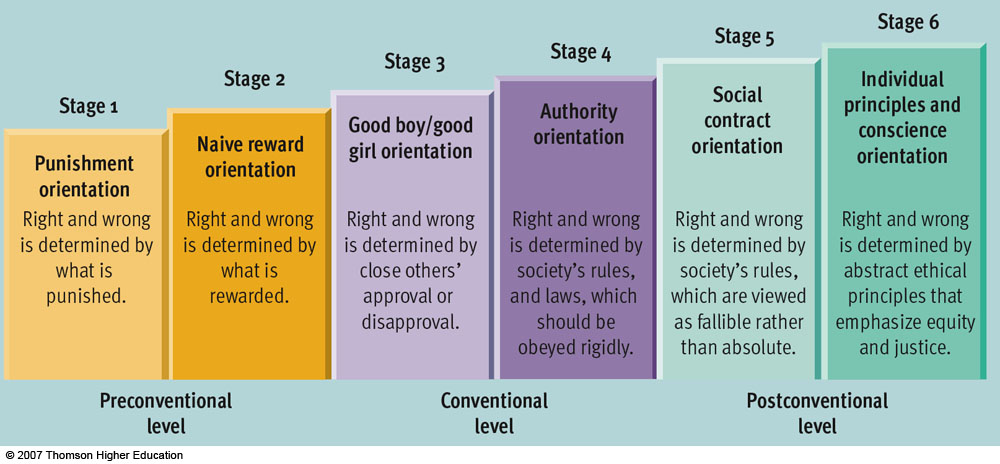 Stage 1
Punishment
orientation
Right and wrong
is determined by
what is
punished.
Stage 2
Naive reward
orientation
Right and wrong
is determined by
what is
rewarded.
Stage 3
Good boy/good
girl orientation
Right and wrong
is determined by
close others’
approval or
disapproval.
Stage 4
Authority
orientation
Right and wrong
is determined by
society’s rules,
and laws, which
should be
obeyed rigidly.
Stage 5
Social
contract
orientation
Right and wrong
is determined by
society’s rules,
which are viewed
as fallible rather
than absolute.
Stage 6
Individual
principles and
conscience
orientation
Right and wrong
is determined by
abstract ethical
principles that
emphasize equity
and justice.
Preconventional
level
Conventional
level
Postconventional
level
© 2007 Thomson Higher Education